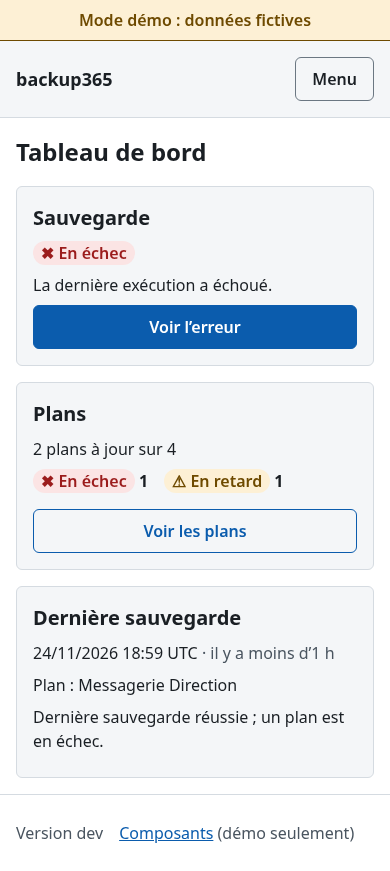 Mode démo : données fictives
backup365
Menu
Tableau de bord
Sauvegarde
✖ En échec
La dernière exécution a échoué.
Voir l’erreur
Plans
2 plans à jour sur 4
✖ En échec 1 ⚠ En retard 1
Voir les plans
Dernière sauvegarde
24/11/2026 18:59 UTC · il y a moins d’1 h
Plan : Messagerie Direction
Dernière sauvegarde réussie ; un plan est
en échec.
Version dev Composants (démo seulement)